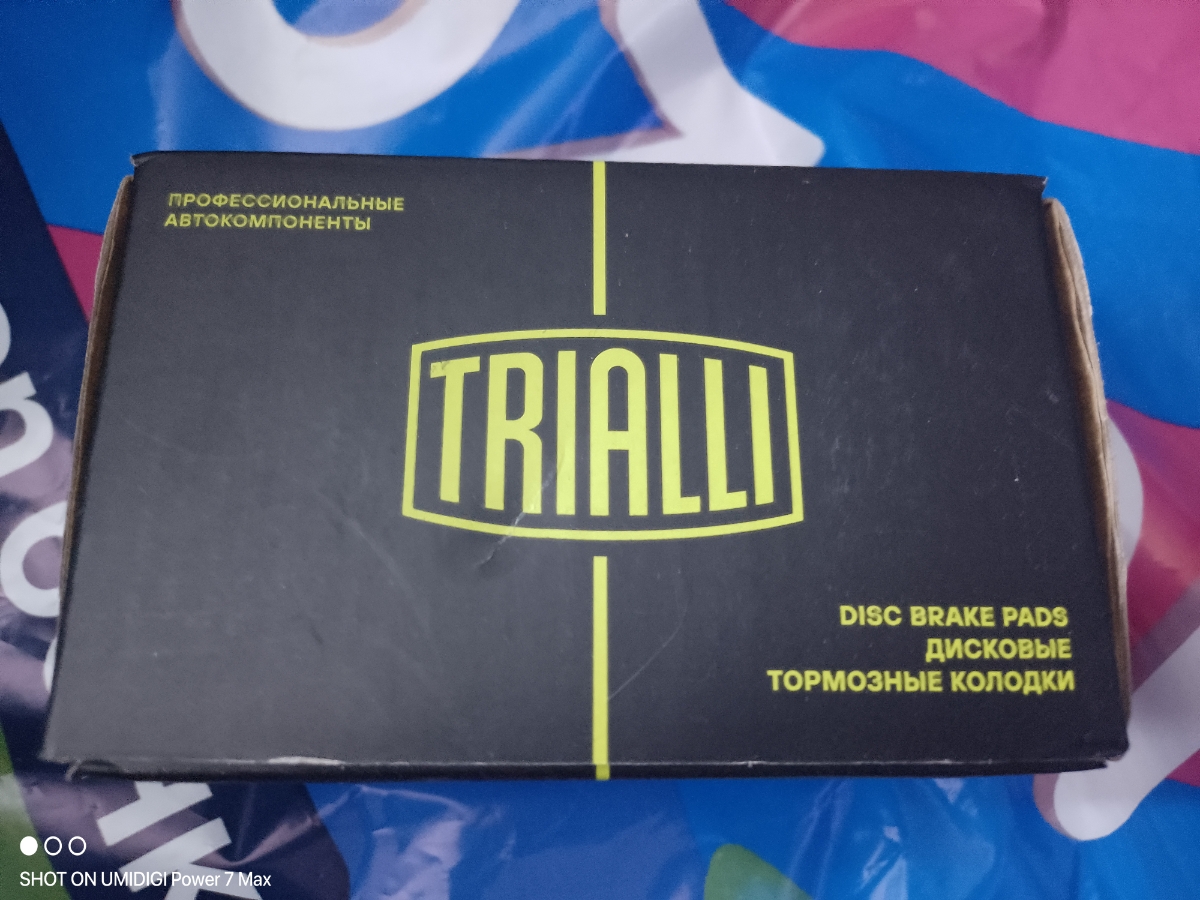 ПРОФЕССИОНАЛЬНЫЕ
АВТОКОМПОНЕНТЫ
TRIALLI
DISC BRAKE PADS
ДИСКОВЫЕ
ТОРМОЗНЫЕ КОЛОДКИ
SHOT ON UMIDIGI Power 7 Max